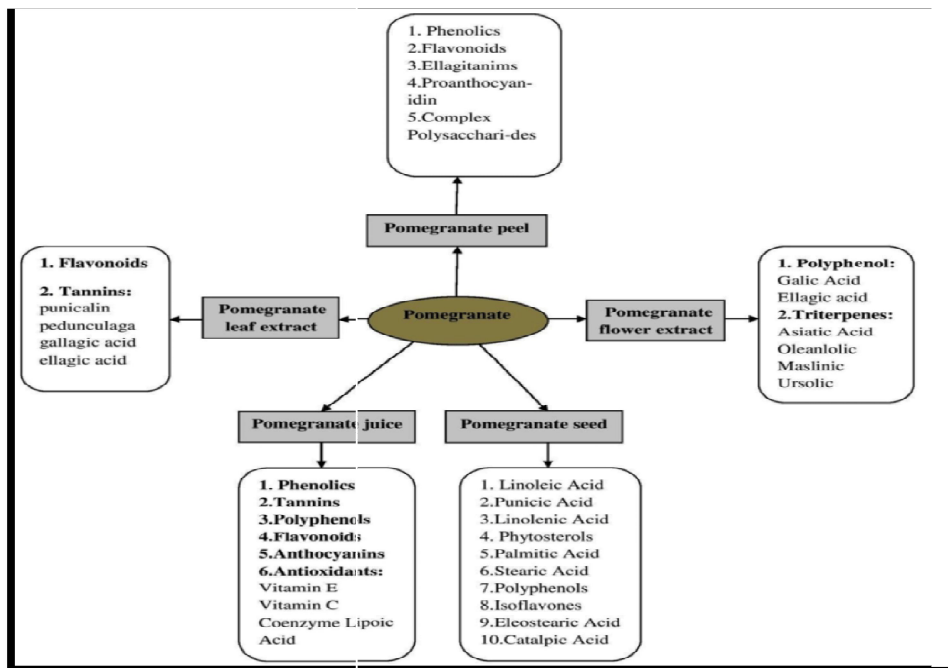 1. Phenolics
2.Flavonoids
3.Ellagitanims
4.Proanthocyan-
idin
5.Complex
Polysacchari-des
Pomegranate peel
1. Flavonoids
2. Tannins:
punicalin
pedunculaga
gallagic acid
ellagic acid
Pomegranate
leaf extract
Pomegranate
Pomegranate
flower extract
1. Polyphenol:
Galic Acid
Ellagic acid
2.Triterpenes:
Asiatic Acid
Oleanlolic
Maslinic
Ursolic
Pomegranate juice
1. Phenolics
2.Tannins
3.Polyphenols
4.Flavonoids
5.Anthocyanins
6.Antioxidants:
Vitamin E
Vitamin C
Coenzyme Lipoic
Acid
Pomegranate seed
1. Linoleic Acid
2.Punicic Acid
3.Linolenic Acid
4. Phytosterols
5.Palmitic Acid
6.Stearic Acid
7.Polyphenols
8.Isoflavones
9.Eleostearic Acid
10.Catalpic Acid